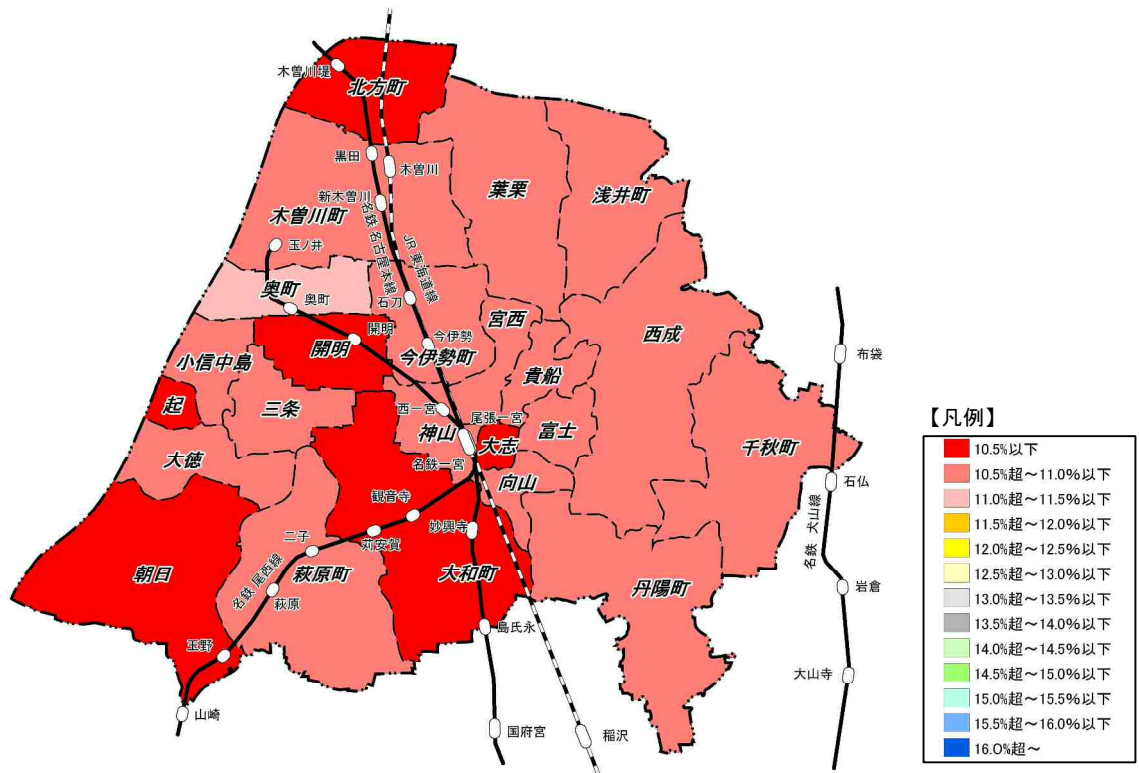 木曽川堤
北方町
黒田
木曽川
葉栗
浅井町
新木曽川
木曽川町
名鉄 名古屋本線
JR 東海道線
玉ノ井
奥町
奥町
石刀
宮西
西成
開明
開明
今伊勢
今伊勢町
小信中島
貴船
布袋
起
三条
西一宮
尾張一宮
神山
大志
富士
千秋町
大徳
名鉄一宮
向山
石仏
観音寺
妙興寺
名鉄 犬山線
二子
苅安賀
朝日
名鉄 尾西線
萩原町
大和町
丹陽町
岩倉
萩原
島氏永
玉野
大山寺
山崎
国府宮
稲沢
【凡例】
10.5%以下
10.5%超～11.0%以下
11.0%超～11.5%以下
11.5%超～12.0%以下
12.0%超～12.5%以下
12.5%超～13.0%以下
13.0%超～13.5%以下
13.5%超～14.0%以下
14.0%超～14.5%以下
14.5%超～15.0%以下
15.0%超～15.5%以下
15.5%超～16.0%以下
16.0%超～